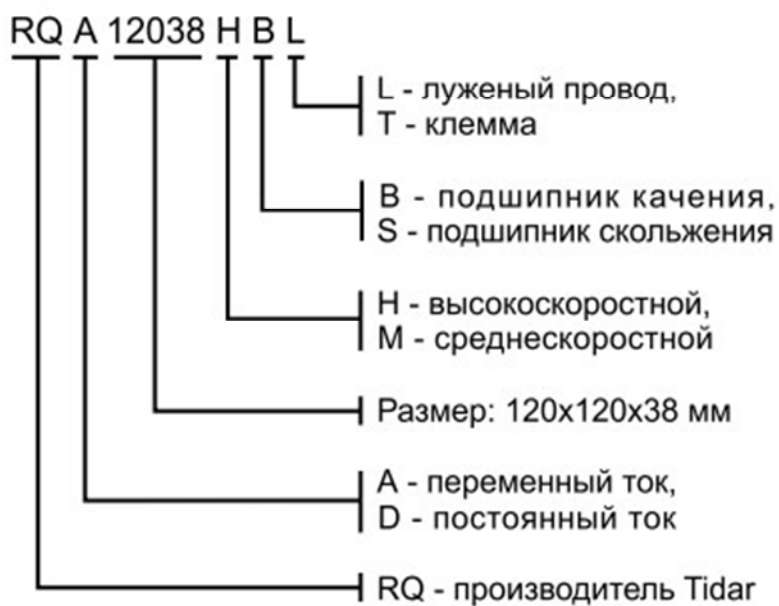 RQ A 12038 H B L
L - луженый провод,
T - клемма
B - подшипник качения,
S - подшипник скольжения
H - высокоскоростной,
M - среднескоростной
Размер: 120x120x38 мм
A - переменный ток,
D - постоянный ток
RQ - производитель Tidar